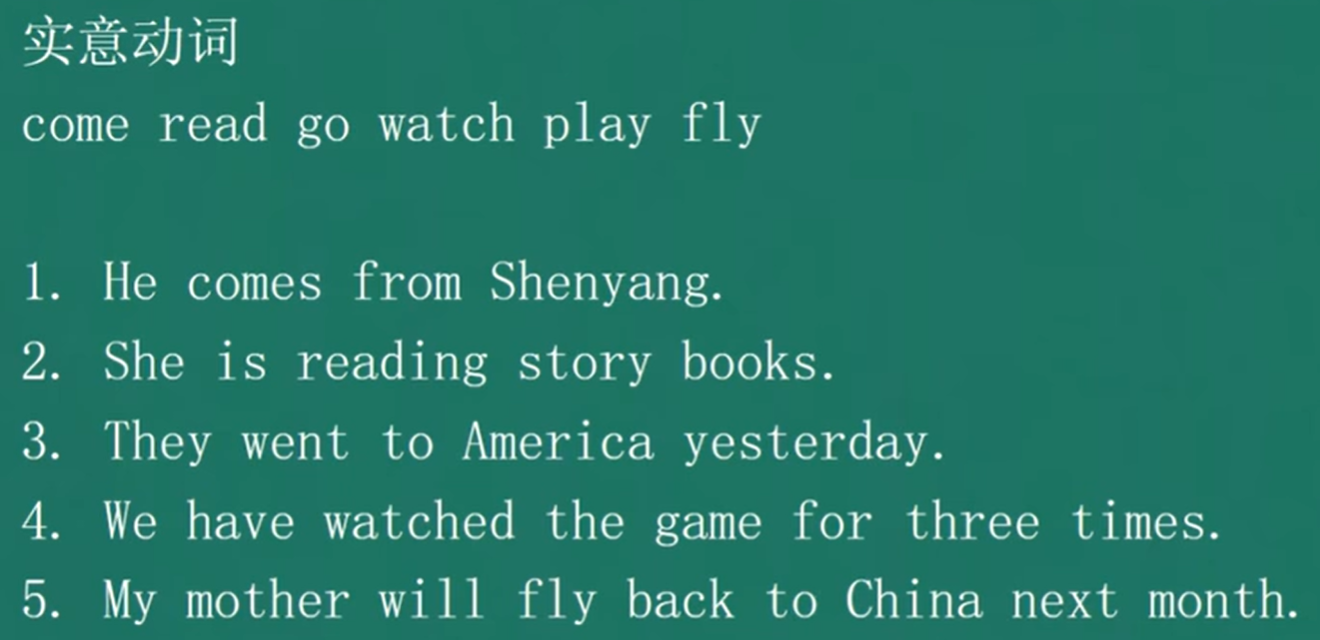 实意动词
come read go watch play fly
1. He comes from Shenyang.
2. She is reading story books.
3. They went to America yesterday.
4. We have watched the game for three times.
5. My mother will fly back to China next month.